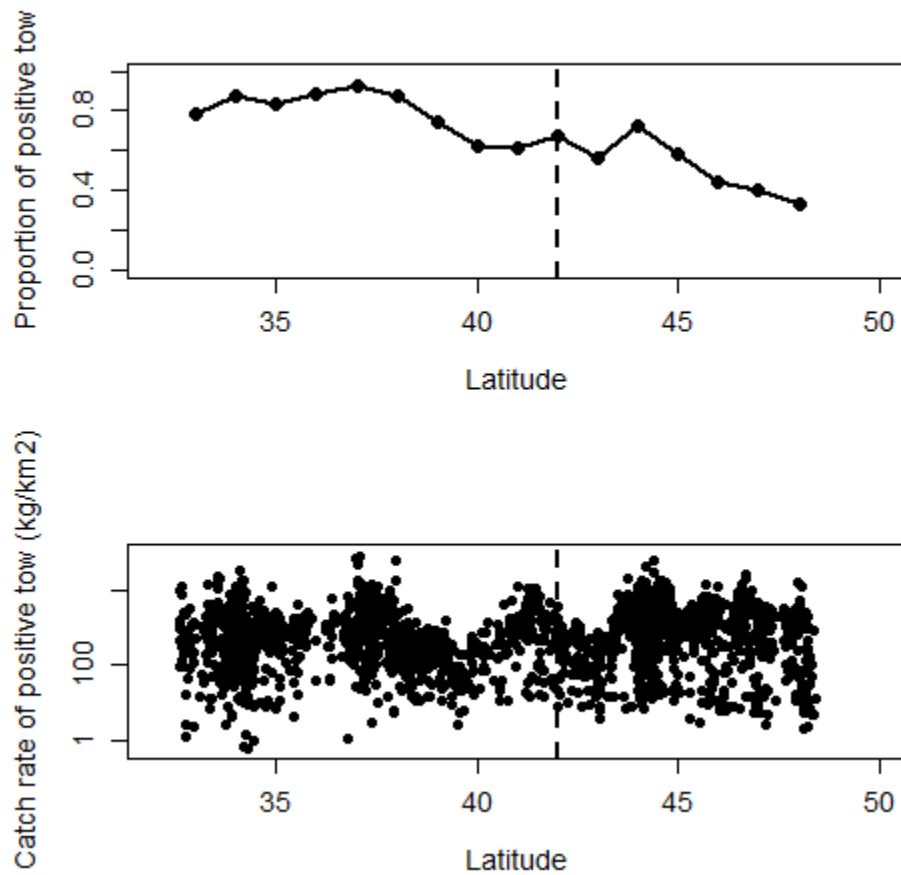 Proportion of positive tow
0.8
0.4
0.0
35 40 45 50
Latitude
Catch rate of positive tow (kg/km2)
100
1
35 40 45 50
Latitude